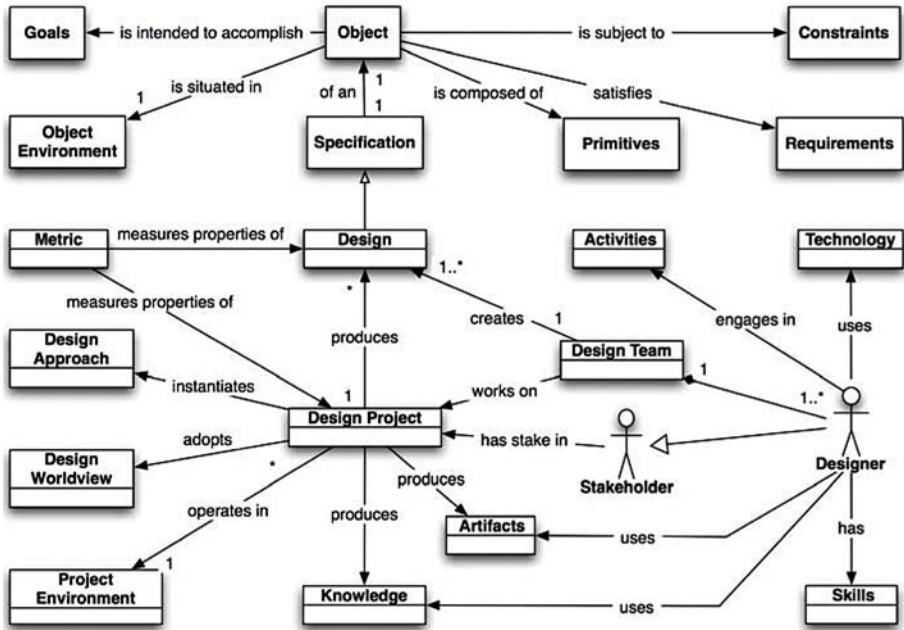 Goals
is intended to accomplish
Object
is subject to
Constraints
1
is situated in
1
of an
1
is composed of
satisfies
Object
Environment
Specification
Primitives
Requirements
Metric
measures properties of
Design
Activities
Technology
1..*
*
measures properties of
creates
1
engages in
uses
Design
Approach
produces
Design Team
1
instantiates
1
works on
1..*
Design Project
adopts
has stake in
Design
Worldview
*
Stakeholder
Designer
produces
operates in
produces
Artifacts
uses
has
1
Project
Environment
Knowledge
uses
Skills